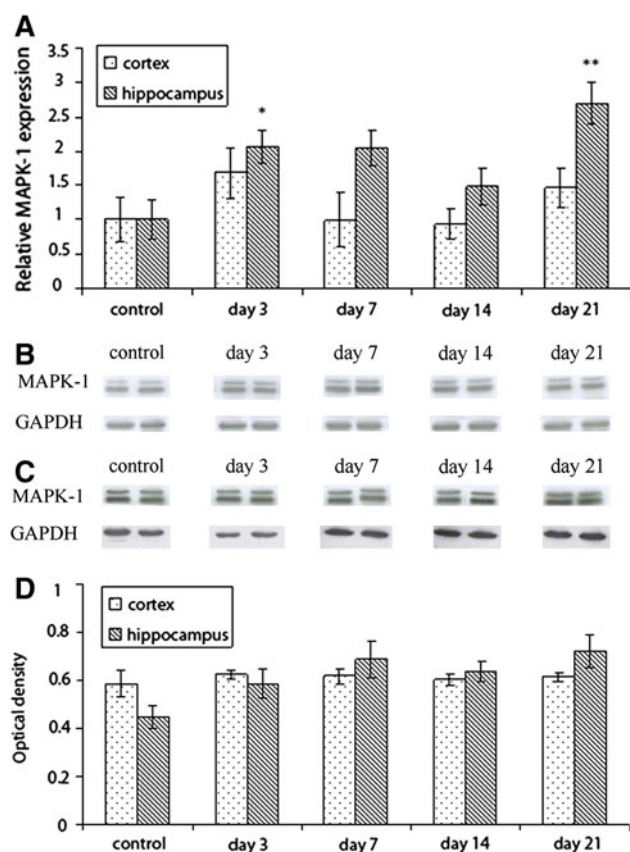 A
Relative MAPK-1 expression
3.5
3
2.5
2
1.5
1
0.5
0
cortex
hippocampus
*
**
control day 3 day 7 day 14 day 21
B
control day 3 day 7 day 14 day 21
MAPK-1
GAPDH
C
control day 3 day 7 day 14 day 21
MAPK-1
GAPDH
D
Optical density
1
0.8
0.6
0.4
0.2
0
cortex
hippocampus
control day 3 day 7 day 14 day 21